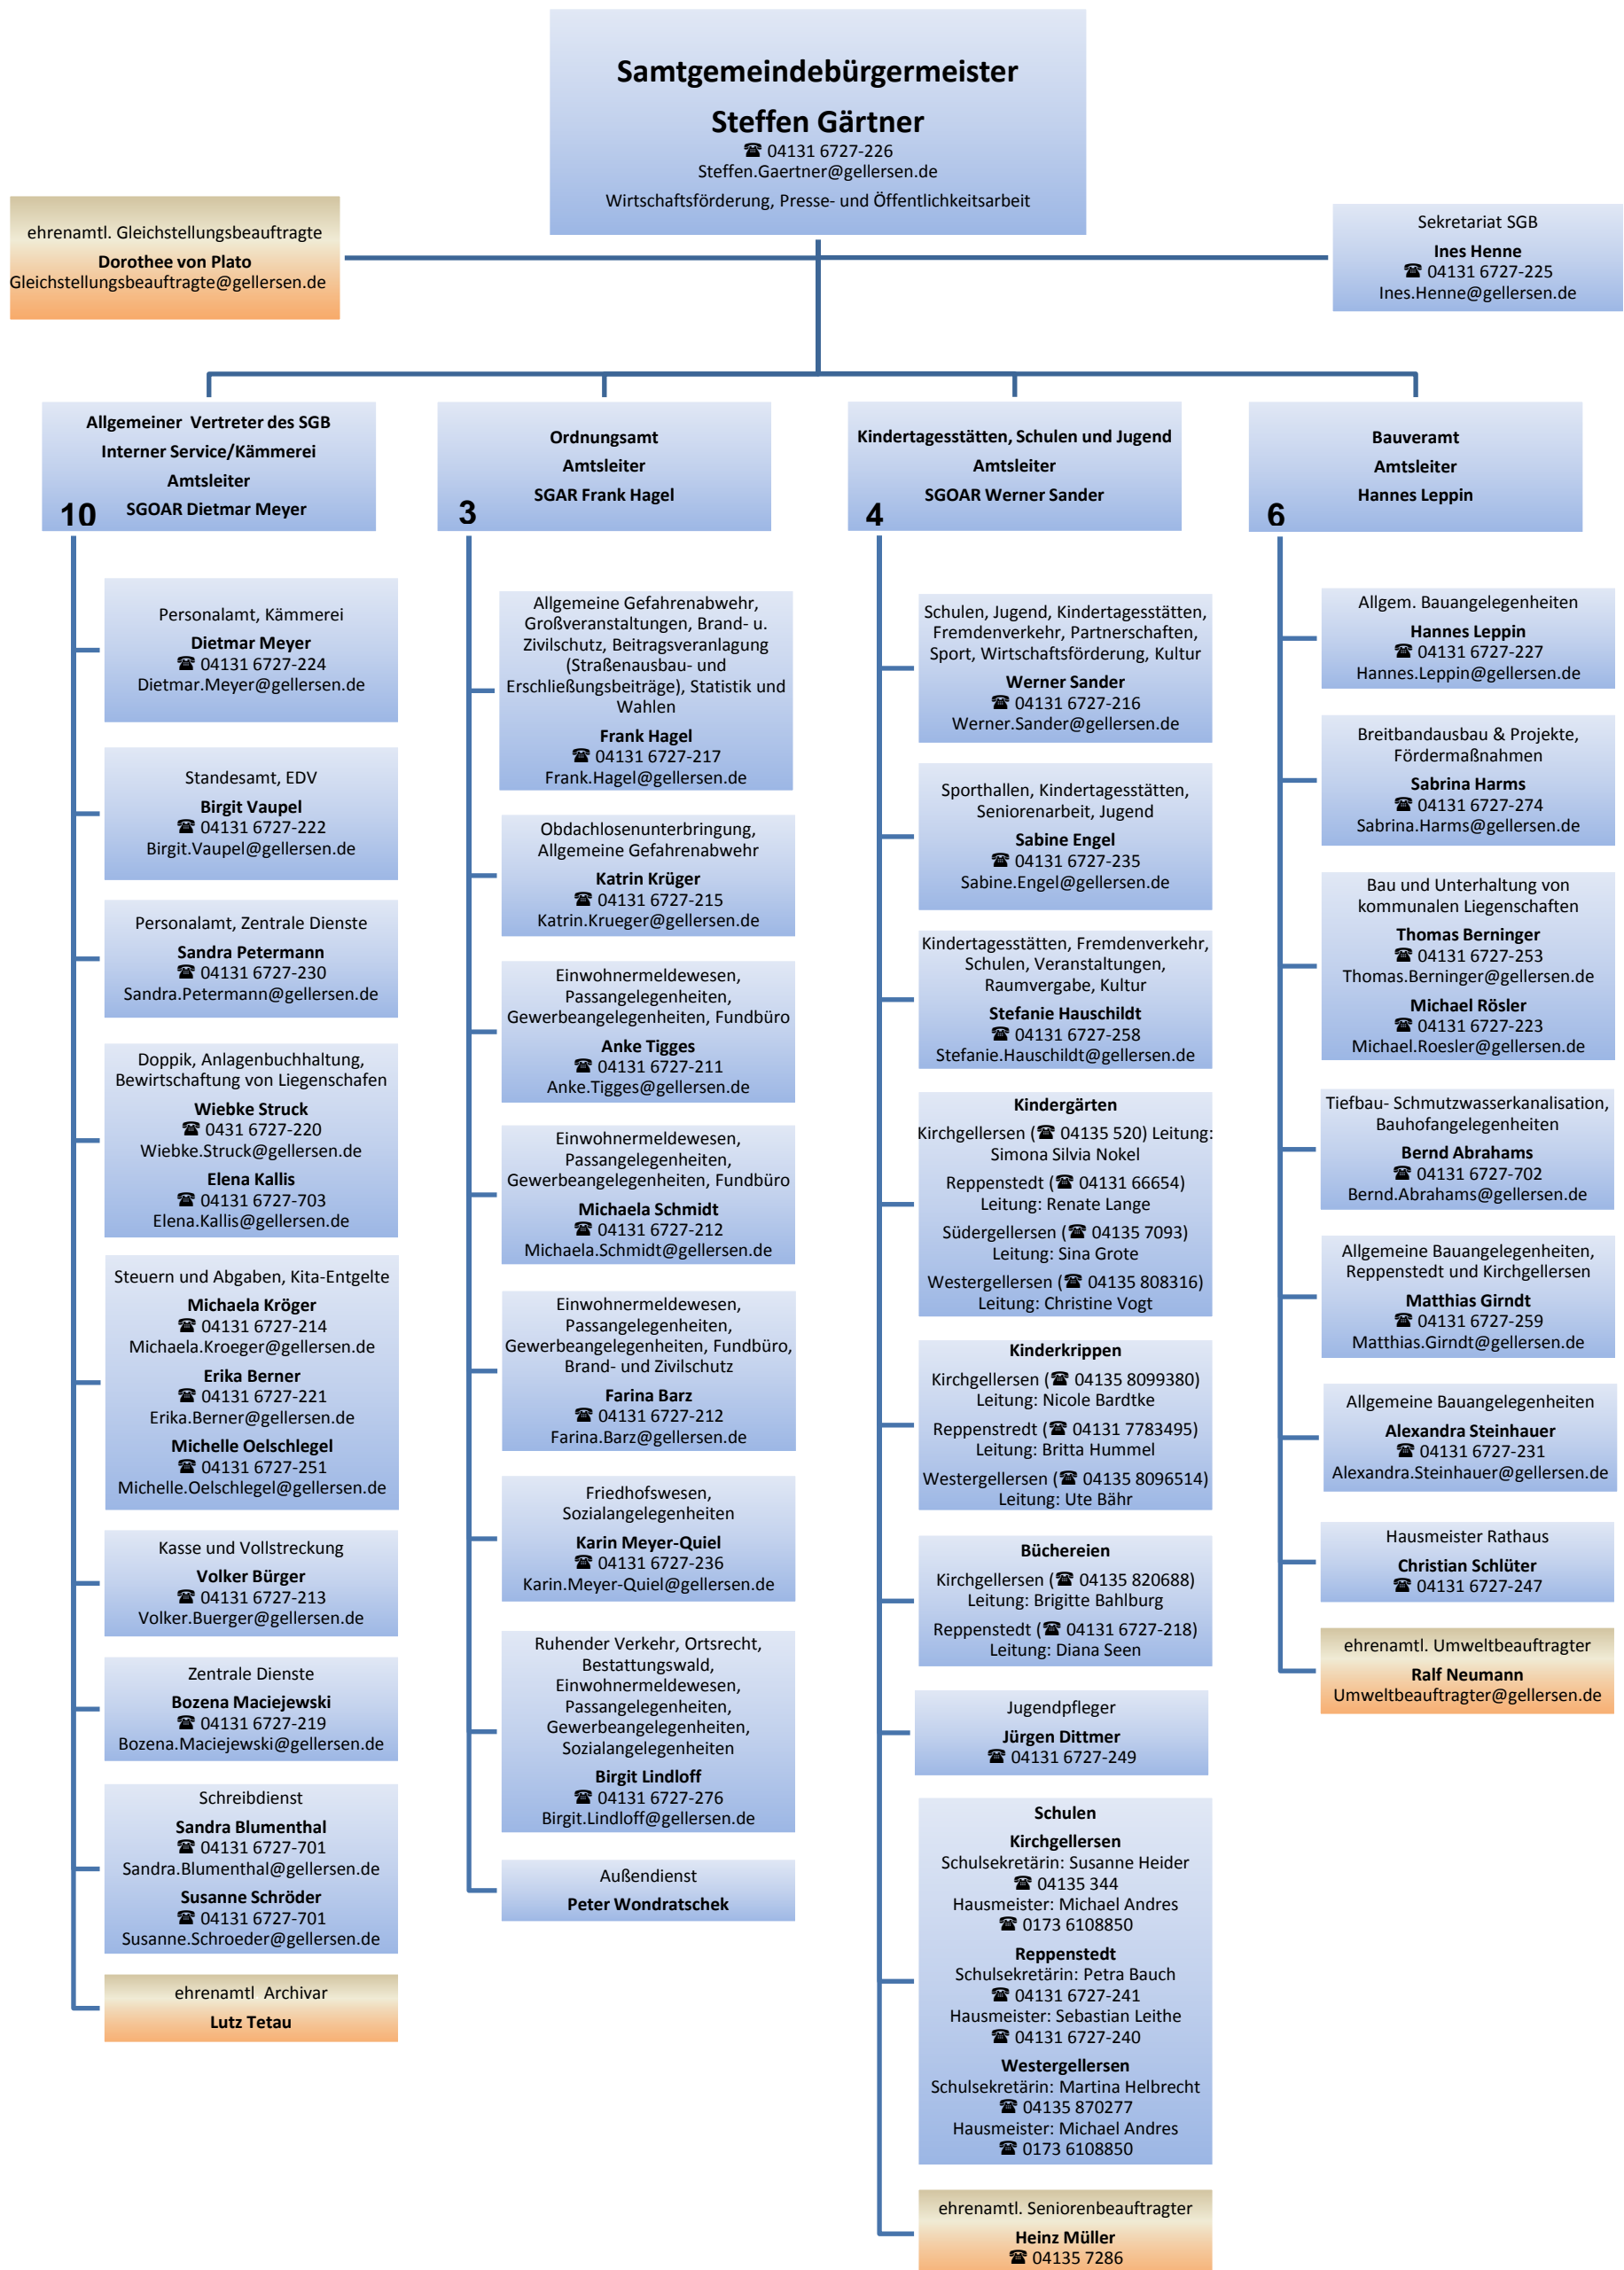 Samtgemeindebürgermeister
Steffen Gärtner
☎ 04131 6727-226
Steffen.Gaertner@gellersen.de
Wirtschaftsförderung, Presse- und Öffentlichkeitsarbeit
ehrenamtl. Gleichstellungsbeauftragte
Dorothee von Plato
Gleichstellungsbeauftragte@gellersen.de
Sekretariat SGB
Ines Henne
☎ 04131 6727-225
Ines.Henne@gellersen.de
Allgemeiner Vertreter des SGB
Interner Service/Kämmerei
Amtsleiter
SGOAR Dietmar Meyer
10
Personalamt, Kämmerei
Dietmar Meyer
☎ 04131 6727-224
Dietmar.Meyer@gellersen.de
Standesamt, EDV
Birgit Vaupel
☎ 04131 6727-222
Birgit.Vaupel@gellersen.de
Personalamt, Zentrale Dienste
Sandra Petermann
☎ 04131 6727-230
Sandra.Petermann@gellersen.de
Doppik, Anlagenbuchhaltung,
Bewirtschaftung von Liegenschafen
Wiebke Struck
☎ 0431 6727-220
Wiebke.Struck@gellersen.de
Elena Kallis
☎ 04131 6727-703
Elena.Kallis@gellersen.de
Steuern und Abgaben, Kita-Entgelte
Michaela Kröger
☎ 04131 6727-214
Michaela.Kroeger@gellersen.de
Erika Berner
☎ 04131 6727-221
Erika.Berner@gellersen.de
Michelle Oelschlegel
☎ 04131 6727-251
Michelle.Oelschlegel@gellersen.de
Kasse und Vollstreckung
Volker Bürger
☎ 04131 6727-213
Volker.Buerger@gellersen.de
Zentrale Dienste
Bozena Maciejewski
☎ 04131 6727-219
Bozena.Maciejewski@gellersen.de
Schreibdienst
Sandra Blumenthal
☎ 04131 6727-701
Sandra.Blumenthal@gellersen.de
Susanne Schröder
☎ 04131 6727-701
Susanne.Schroeder@gellersen.de
ehrenamtl Archivar
Lutz Tetau
Ordnungsamt
Amtsleiter
SGAR Frank Hagel
3
Allgemeine Gefahrenabwehr,
Großveranstaltungen, Brand- u.
Zivilschutz, Beitragsveranlagung
(Straßenausbau- und
Erschließungsbeiträge), Statistik und
Wahlen
Frank Hagel
☎ 04131 6727-217
Frank.Hagel@gellersen.de
Obdachlosenunterbringung,
Allgemeine Gefahrenabwehr
Katrin Krüger
☎ 04131 6727-215
Katrin.Krueger@gellersen.de
Einwohnermeldewesen,
Passangelegenheiten,
Gewerbeangelegenheiten, Fundbüro
Anke Tigges
☎ 04131 6727-211
Anke.Tigges@gellersen.de
Einwohnermeldewesen,
Passangelegenheiten,
Gewerbeangelegenheiten, Fundbüro
Michaela Schmidt
☎ 04131 6727-212
Michaela.Schmidt@gellersen.de
Einwohnermeldewesen,
Passangelegenheiten,
Gewerbeangelegenheiten, Fundbüro,
Brand- und Zivilschutz
Farina Barz
☎ 04131 6727-212
Farina.Barz@gellersen.de
Friedhofswesen,
Sozialangelegenheiten
Karin Meyer-Quiel
☎ 04131 6727-236
Karin.Meyer-Quiel@gellersen.de
Ruhender Verkehr, Ortsrecht,
Bestattungswald,
Einwohnermeldewesen,
Passangelegenheiten,
Gewerbeangelegenheiten,
Sozialangelegenheiten
Birgit Lindloff
☎ 04131 6727-276
Birgit.Lindloff@gellersen.de
Außendienst
Peter Wondratschek
Kindertagesstätten, Schulen und Jugend
Amtsleiter
SGOAR Werner Sander
4
Schulen, Jugend, Kindertagesstätten,
Fremdenverkehr, Partnerschaften,
Sport, Wirtschaftsförderung, Kultur
Werner Sander
☎ 04131 6727-216
Werner.Sander@gellersen.de
Sporthallen, Kindertagesstätten,
Seniorenarbeit, Jugend
Sabine Engel
☎ 04131 6727-235
Sabine.Engel@gellersen.de
Kindertagesstätten, Fremdenverkehr,
Schulen, Veranstaltungen,
Raumvergabe, Kultur
Stefanie Hauschildt
☎ 04131 6727-258
Stefanie.Hauschildt@gellersen.de
Kindergärten
Kirchgellersen (☎ 04135 520) Leitung:
Simona Silvia Nokel
Reppenstedt (☎ 04131 66654)
Leitung: Renate Lange
Südergellersen (☎ 04135 7093)
Leitung: Sina Grote
Westergellersen (☎ 04135 808316)
Leitung: Christine Vogt
Kinderkrippen
Kirchgellersen (☎ 04135 8099380)
Leitung: Nicole Bardtke
Reppenstredt (☎ 04131 7783495)
Leitung: Britta Hummel
Westergellersen (☎ 04135 8096514)
Leitung: Ute Bähr
Büchereien
Kirchgellersen (☎ 04135 820688)
Leitung: Brigitte Bahlburg
Reppenstedt (☎ 04131 6727-218)
Leitung: Diana Seen
Jugendpfleger
Jürgen Dittmer
☎ 04131 6727-249
Schulen
Kirchgellersen
Schulsekretärin: Susanne Heider
☎ 04135 344
Hausmeister: Michael Andres
☎ 0173 6108850
Reppenstedt
Schulsekretärin: Petra Bauch
☎ 04131 6727-241
Hausmeister: Sebastian Leithe
☎ 04131 6727-240
Westergellersen
Schulsekretärin: Martina Helbrecht
☎ 04135 870277
Hausmeister: Michael Andres
☎ 0173 6108850
ehrenamtl. Seniorenbeauftragter
Heinz Müller
☎ 04135 7286
Bauveramt
Amtsleiter
Hannes Leppin
6
Allgem. Bauangelegenheiten
Hannes Leppin
☎ 04131 6727-227
Hannes.Leppin@gellersen.de
Breitbandausbau & Projekte,
Fördermaßnahmen
Sabrina Harms
☎ 04131 6727-274
Sabrina.Harms@gellersen.de
Bau und Unterhaltung von
kommunalen Liegenschaften
Thomas Berninger
☎ 04131 6727-253
Thomas.Berninger@gellersen.de
Michael Rösler
☎ 04131 6727-223
Michael.Roesler@gellersen.de
Tiefbau- Schmutzwasserkanalisation,
Bauhofangelegenheiten
Bernd Abrahams
☎ 04131 6727-702
Bernd.Abrahams@gellersen.de
Allgemeine Bauangelegenheiten,
Reppenstedt und Kirchgellersen
Matthias Girndt
☎ 04131 6727-259
Matthias.Girndt@gellersen.de
Allgemeine Bauangelegenheiten
Alexandra Steinhauer
☎ 04131 6727-231
Alexandra.Steinhauer@gellersen.de
Hausmeister Rathaus
Christian Schlüter
☎ 04131 6727-247
ehrenamtl. Umweltbeauftragter
Ralf Neumann
Umweltbeauftragter@gellersen.de